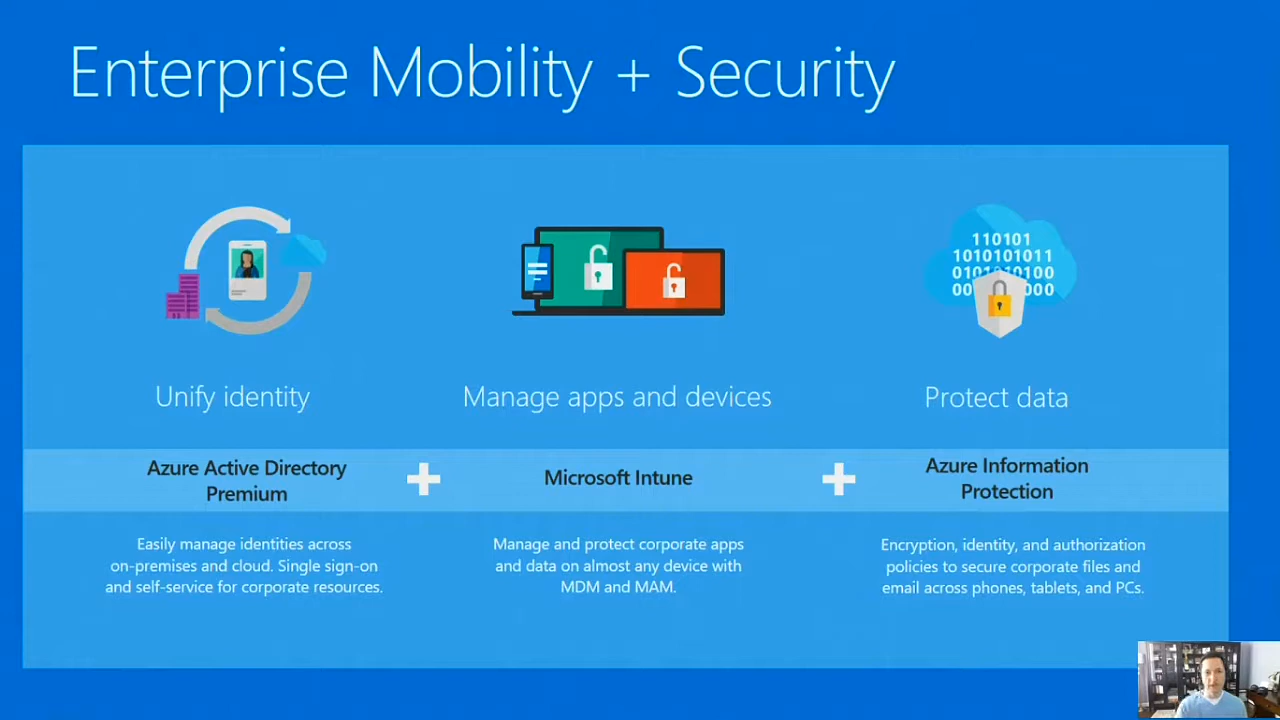 Enterprise Mobility + Security
110101
1010101011
0101010100
Unify identity
Manage apps and devices
Protect data
Azure Active Directory
Premium
Microsoft Intune
Azure Information
Protection
Easily manage identities across
on-premises and cloud. Single sign-on
and self-service for corporate resources.
Manage and protect corporate apps
and data on almost any device with
MDM and MAM.
Encryption, identity, and authorization
policies to secure corporate files and
email across phones, tablets, and PCs.